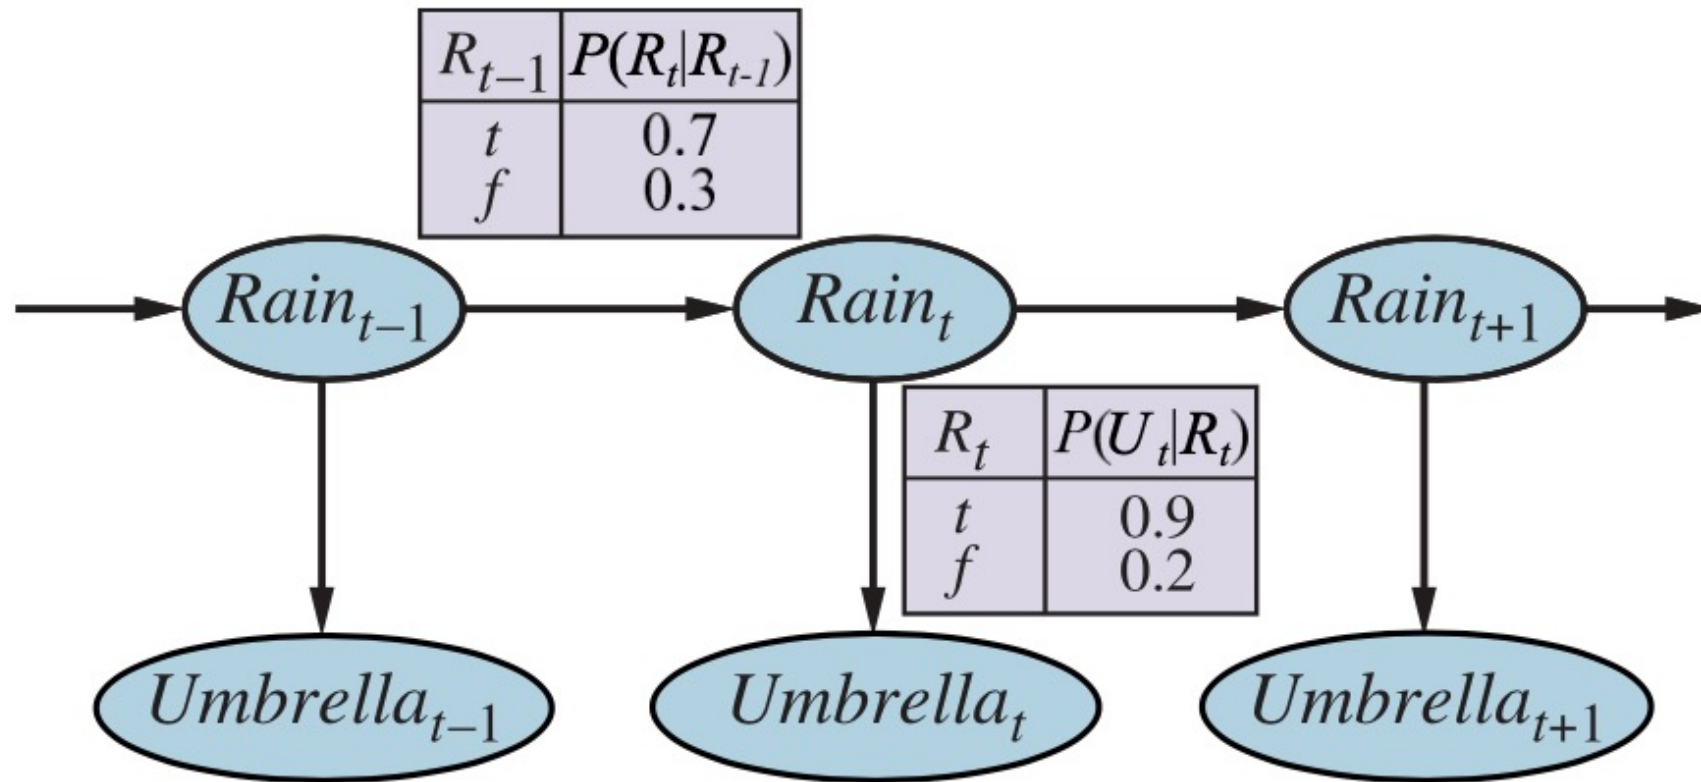 R_{t−1} P(R_t|R_{t-1})
t 0.7
f 0.3
Rain_{t−1} Rain_t Rain_{t+1}
R_t P(U_t|R_t)
t 0.9
f 0.2
Umbrella_{t−1} Umbrella_t Umbrella_{t+1}